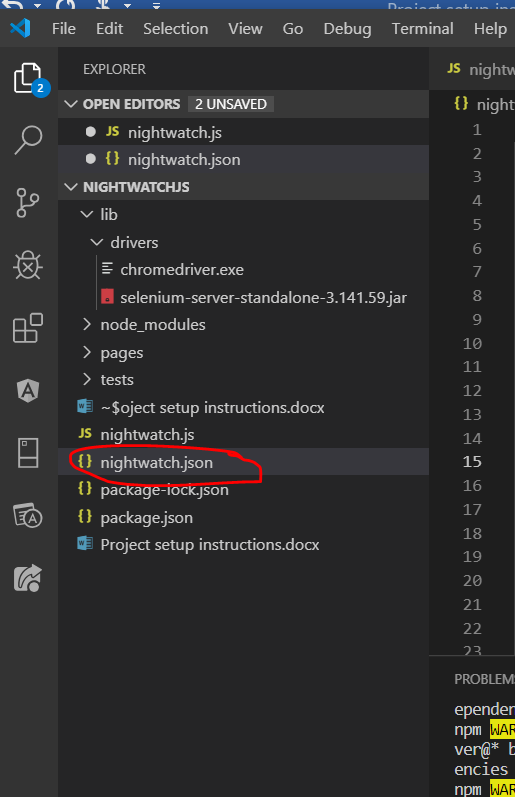 Project setup ins
File Edit Selection View Go Debug Terminal Help
2
EXPLORER
OPEN EDITORS 2 UNSAVED
JS nightwatch.js
{} nightwatch.json
NIGHTWATCHJS
lib
drivers
chromedriver.exe
selenium-server-standalone-3.141.59.jar
node_modules
pages
tests
~$oject setup instructions.docx
JS nightwatch.js
{} nightwatch.json
{} package-lock.json
{} package.json
Project setup instructions.docx
JS nightw
{} night
1
2
3
4
5
6
7
8
9
10
11
12
13
14
15
16
17
18
19
20
21
22
23
PROBLEMS
ependen
npm WAR
ver@* b
encies
npm WAR